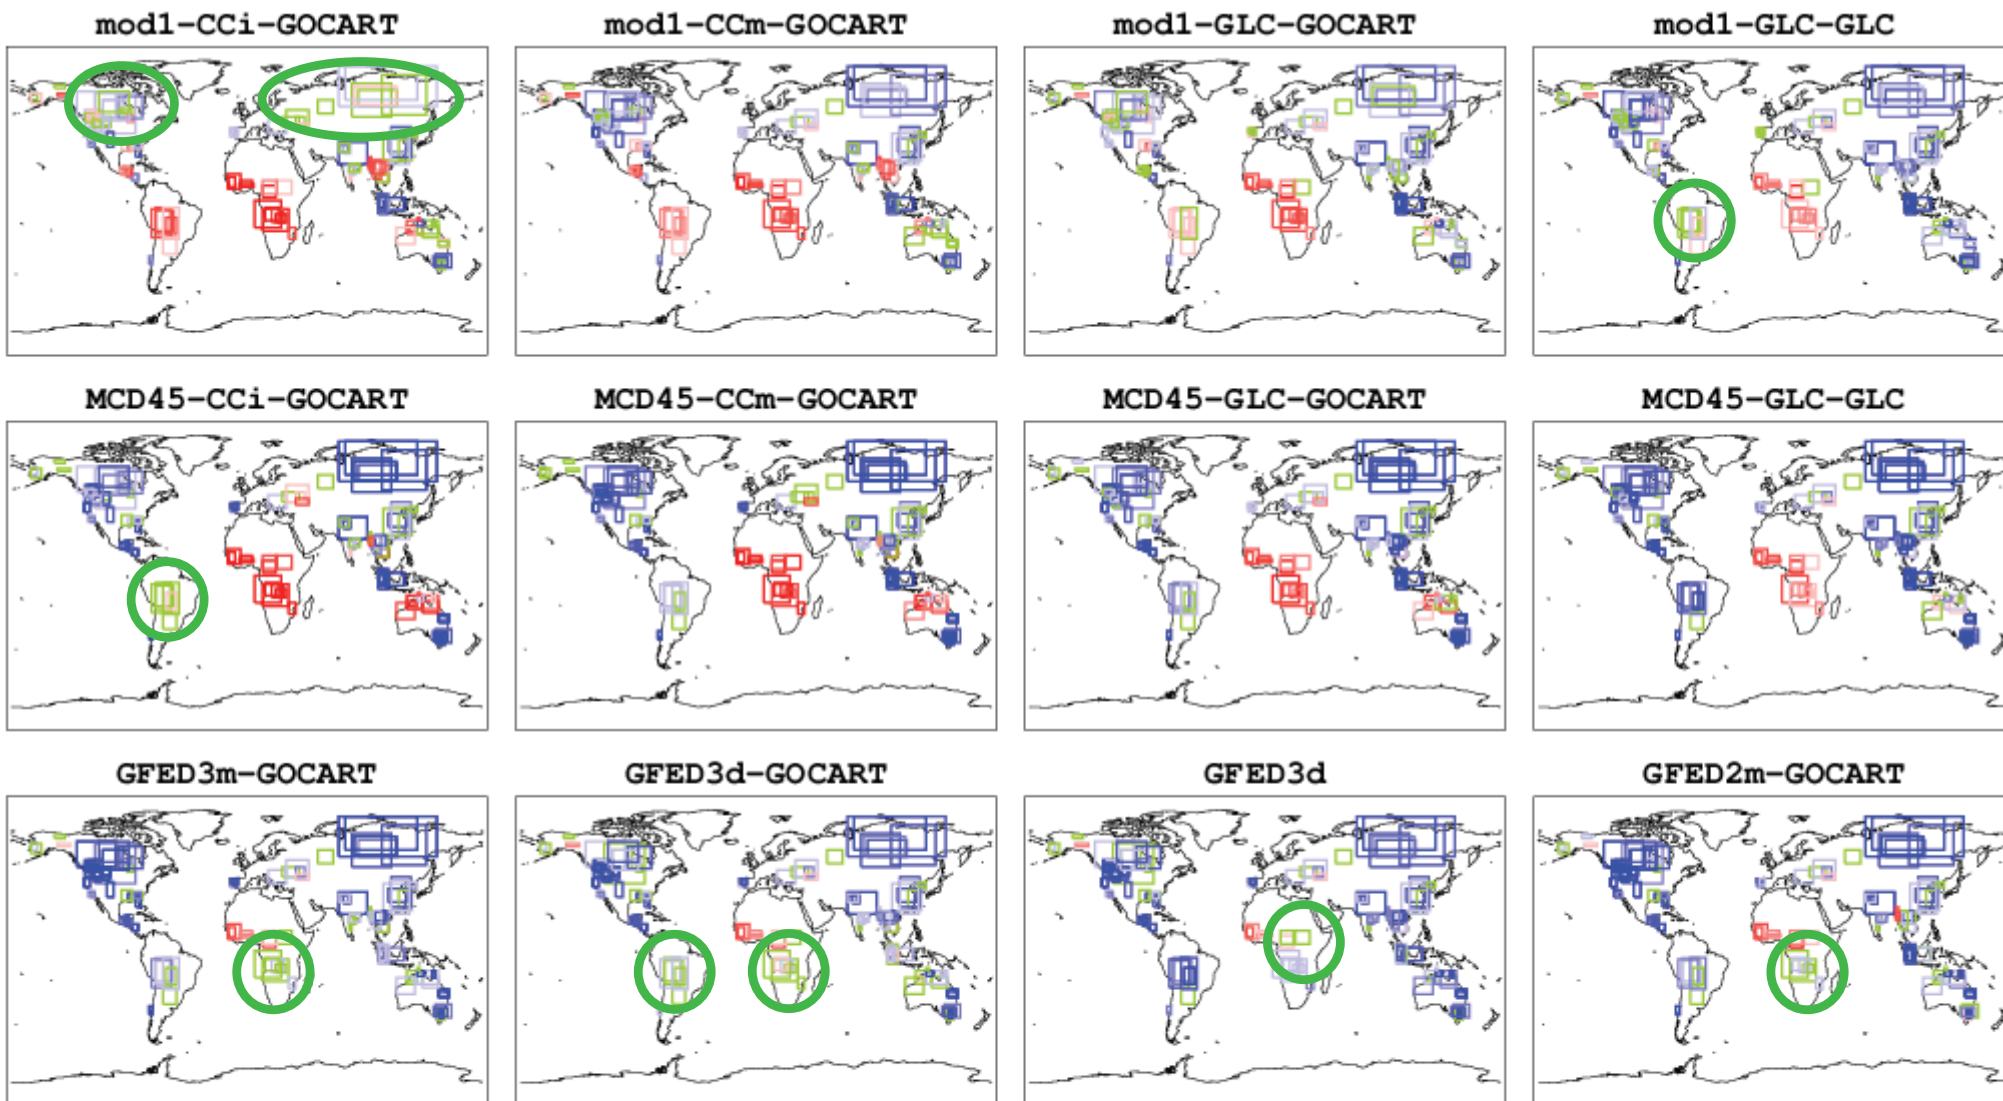 mod1-CCi-GOCART
mod1-CCm-GOCART
mod1-GLC-GOCART
mod1-GLC-GLC
MCD45-CCi-GOCART
MCD45-CCm-GOCART
MCD45-GLC-GOCART
MCD45-GLC-GLC
GFED3m-GOCART
GFED3d-GOCART
GFED3d
GFED2m-GOCART